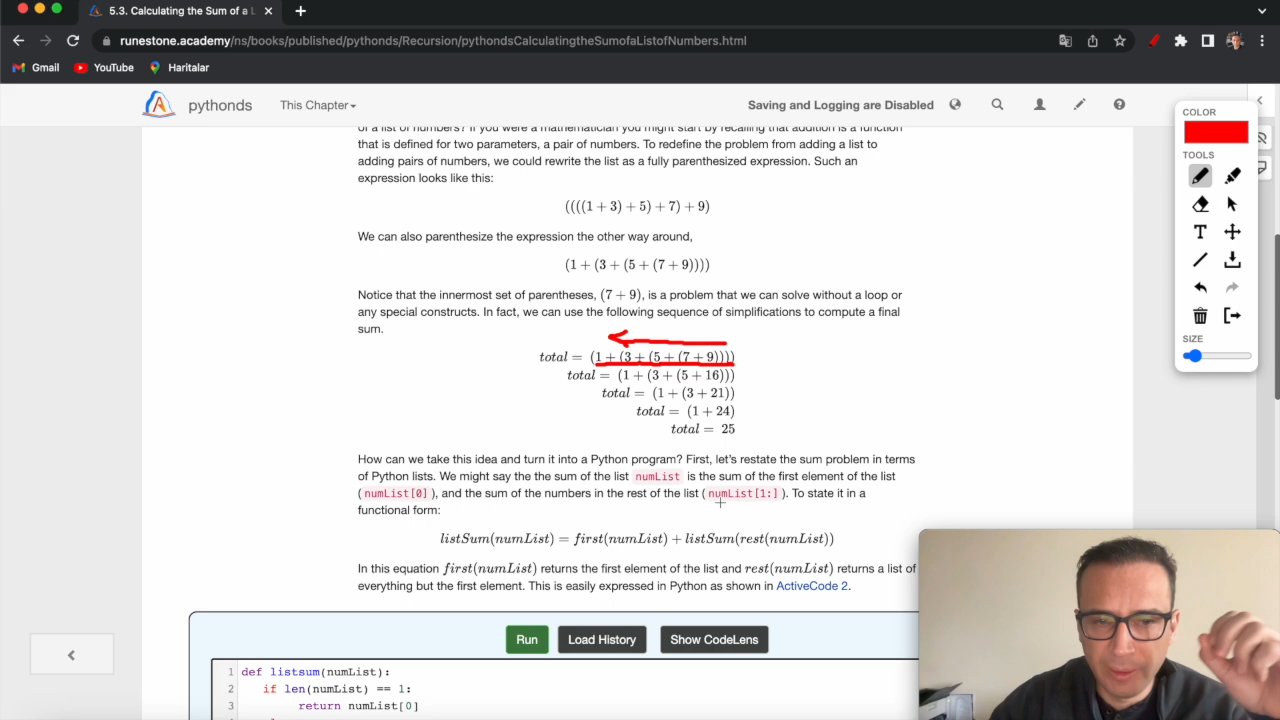 5.3. Calculating the Sum of a L
runestone.academy/ns/books/published/pythonds/Recursion/pythondsCalculatingtheSumofaListofNumbers.html
Gmail YouTube Haritalar
pythonds This Chapter Saving and Logging are Disabled
of a list of numbers? If you were a mathematician you might start by recalling that addition is a function
that is defined for two parameters, a pair of numbers. To redefine the problem from adding a list to
adding pairs of numbers, we could rewrite the list as a fully parenthesized expression. Such an
expression looks like this:
((((1 + 3) + 5) + 7) + 9)
We can also parenthesize the expression the other way around,
(1 + (3 + (5 + (7 + 9))))
Notice that the innermost set of parentheses, (7 + 9), is a problem that we can solve without a loop or
any special constructs. In fact, we can use the following sequence of simplifications to compute a final
sum.
total = (1 + (3 + (5 + (7 + 9))))
total = (1 + (3 + (5 + 16)))
total = (1 + (3 + 21))
total = (1 + 24)
total = 25
How can we take this idea and turn it into a Python program? First, let's restate the sum problem in terms
of Python lists. We might say the the sum of the list numList is the sum of the first element of the list
(numList[0]), and the sum of the numbers in the rest of the list (numList[1:]). To state it in a
functional form:
listSum(numList) = first(numList) + listSum(rest(numList))
In this equation first(numList) returns the first element of the list and rest(numList) returns a list of
everything but the first element. This is easily expressed in Python as shown in ActiveCode 2.
Run Load History Show CodeLens
1 def listsum(numList):
2 if len(numList) == 1:
3 return numList[0]
COLOR
TOOLS
T
SIZE